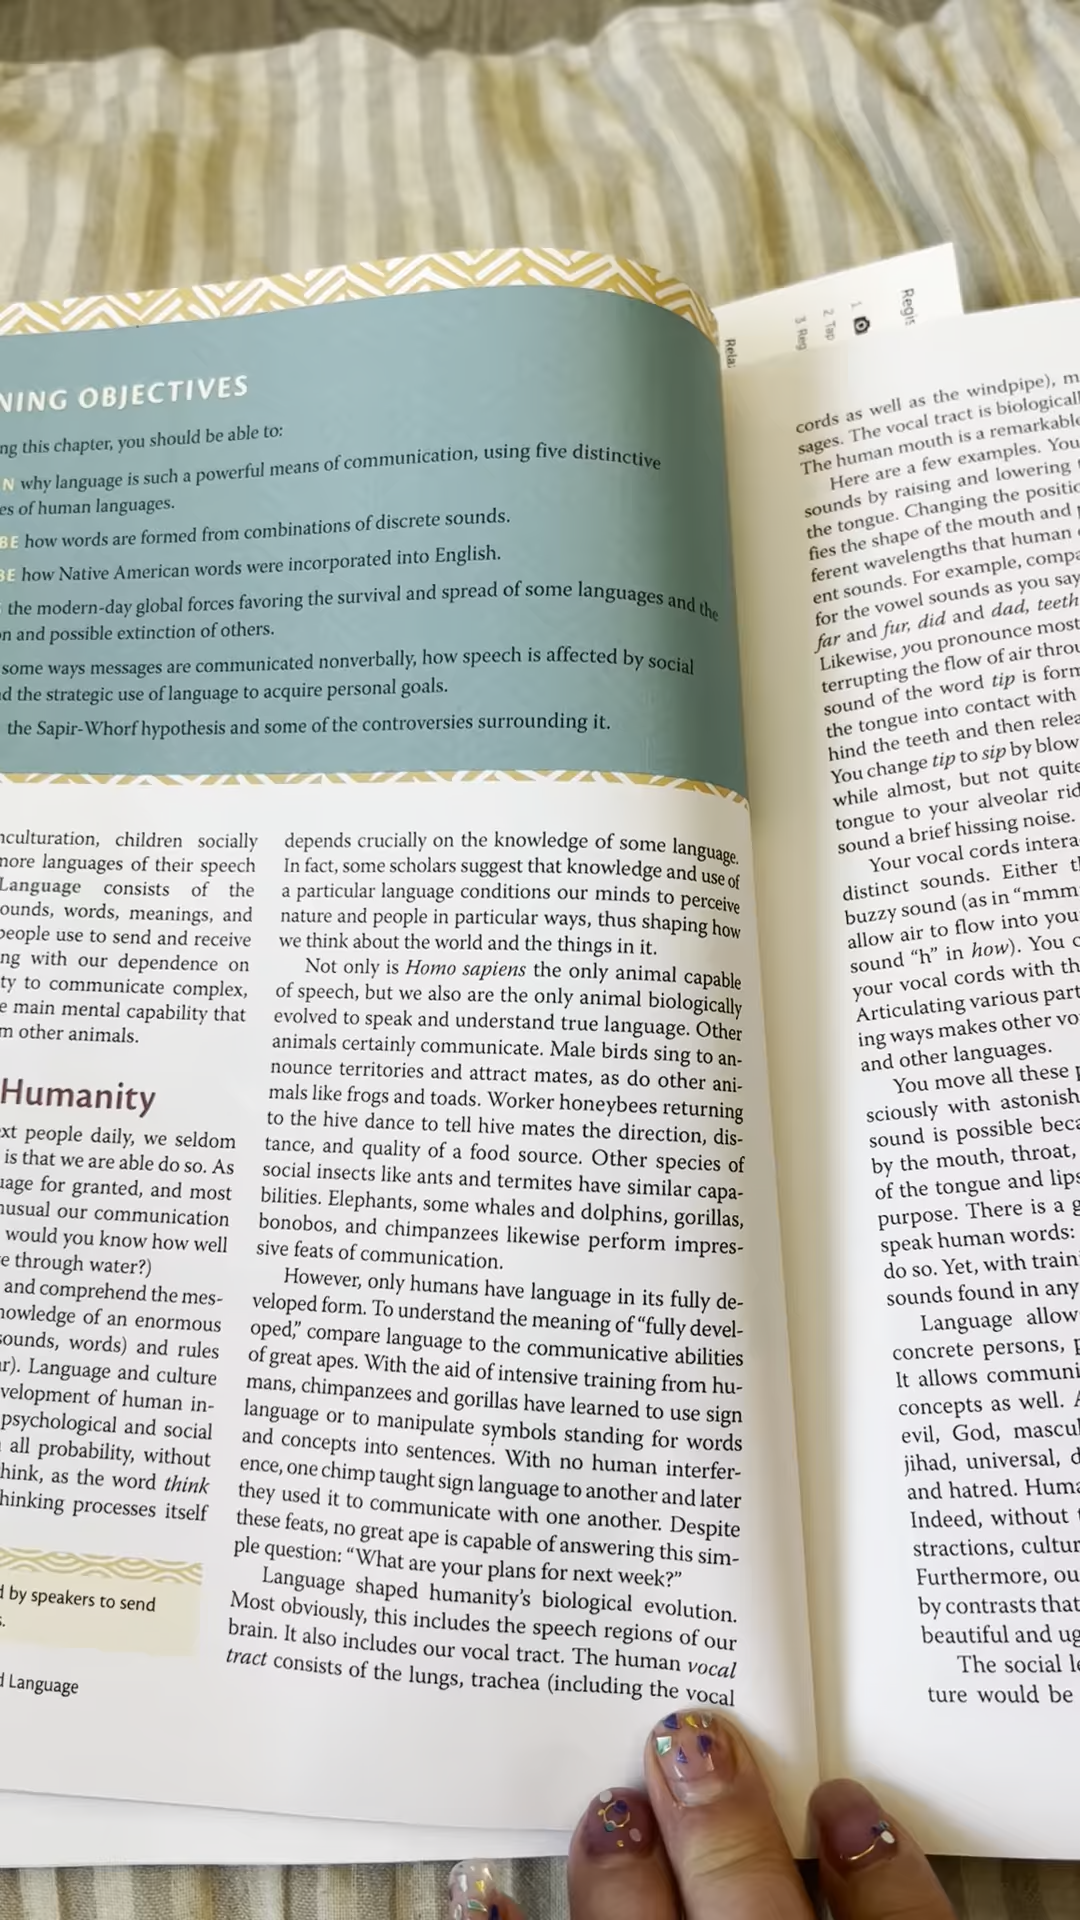 NING OBJECTIVES
ng this chapter, you should be able to:
N why language is such a powerful means of communication, using five distinctive
es of human languages.
BE how words are formed from combinations of discrete sounds.
BE how Native American words were incorporated into English.
the modern-day global forces favoring the survival and spread of some languages and the
n and possible extinction of others.
some ways messages are communicated nonverbally, how speech is affected by social
d the strategic use of language to acquire personal goals.
the Sapir-Whorf hypothesis and some of the controversies surrounding it.
nculturation, children socially
more languages of their speech
Language consists of the
ounds, words, meanings, and
people use to send and receive
ng with our dependence on
ty to communicate complex,
e main mental capability that
m other animals.
Humanity
xt people daily, we seldom
is that we are able do so. As
uage for granted, and most
nusual our communication
would you know how well
e through water?)
and comprehend the mes-
nowledge of an enormous
sounds, words) and rules
ar). Language and culture
velopment of human in-
psychological and social
all probability, without
think, as the word think
hinking processes itself
d by speakers to send
s.
d Language
depends crucially on the knowledge of some language.
In fact, some scholars suggest that knowledge and use of
a particular language conditions our minds to perceive
nature and people in particular ways, thus shaping how
we think about the world and the things in it.
Not only is Homo sapiens the only animal capable
of speech, but we also are the only animal biologically
evolved to speak and understand true language. Other
animals certainly communicate. Male birds sing to an-
nounce territories and attract mates, as do other ani-
mals like frogs and toads. Worker honeybees returning
to the hive dance to tell hive mates the direction, dis-
tance, and quality of a food source. Other species of
social insects like ants and termites have similar capa-
bilities. Elephants, some whales and dolphins, gorillas,
bonobos, and chimpanzees likewise perform impres-
sive feats of communication.
However, only humans have language in its fully de-
veloped form. To understand the meaning of "fully devel-
oped," compare language to the communicative abilities
of great apes. With the aid of intensive training from hu-
mans, chimpanzees and gorillas have learned to use sign
language or to manipulate symbols standing for words
and concepts into sentences. With no human interfer-
ence, one chimp taught sign language to another and later
they used it to communicate with one another. Despite
these feats, no great ape is capable of answering this sim-
ple question: "What are your plans for next week?"
Language shaped humanity's biological evolution.
Most obviously, this includes the speech regions of our
brain. It also includes our vocal tract. The human vocal
tract consists of the lungs, trachea (including the vocal
Rela
3 Reg
2 Tap
1
Regis
cords as well as the windpipe), m
sages. The vocal tract is biologicall
The human mouth is a remarkable
Here are a few examples. You
sounds by raising and lowering t
the tongue. Changing the positio
fies the shape of the mouth and p
ferent wavelengths that human e
ent sounds. For example, compa
for the vowel sounds as you say
far and fur, did and dad, teeth
Likewise, you pronounce most
terrupting the flow of air throu
sound of the word tip is form
the tongue into contact with
hind the teeth and then relea
You change tip to sip by blow
while almost, but not quite
tongue to your alveolar rid
sound a brief hissing noise.
Your vocal cords intera
distinct sounds. Either th
buzzy sound (as in "mmm
allow air to flow into you
sound "h" in how). You c
your vocal cords with th
Articulating various part
ing ways makes other vo
and other languages.
You move all these p
sciously with astonish
sound is possible beca
by the mouth, throat,
of the tongue and lips
purpose. There is a g
speak human words:
do so. Yet, with traini
sounds found in any
Language allow
concrete persons, p
It allows communi
concepts as well. A
evil, God, mascul
jihad, universal, d
and hatred. Huma
Indeed, without t
stractions, cultur
Furthermore, ou
by contrasts that
beautiful and ug
The social le
ture would be